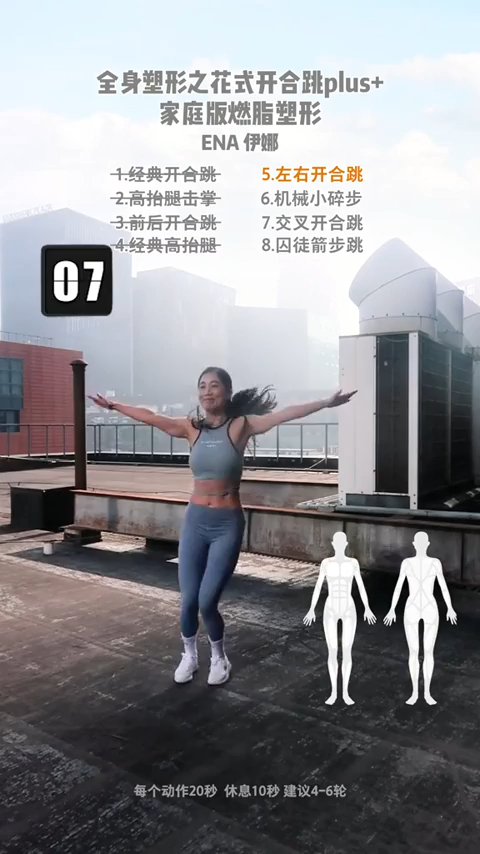 全身塑形之花式开合跳plus+
家庭版燃脂塑形
ENA 伊娜
1.经典开合跳
2.高抬腿击掌
3.前后开合跳
4.经典高抬腿
5.左右开合跳
6.机械小碎步
7.交叉开合跳
8.囚徒箭步跳
07
每个动作20秒 休息10秒 建议4-6轮